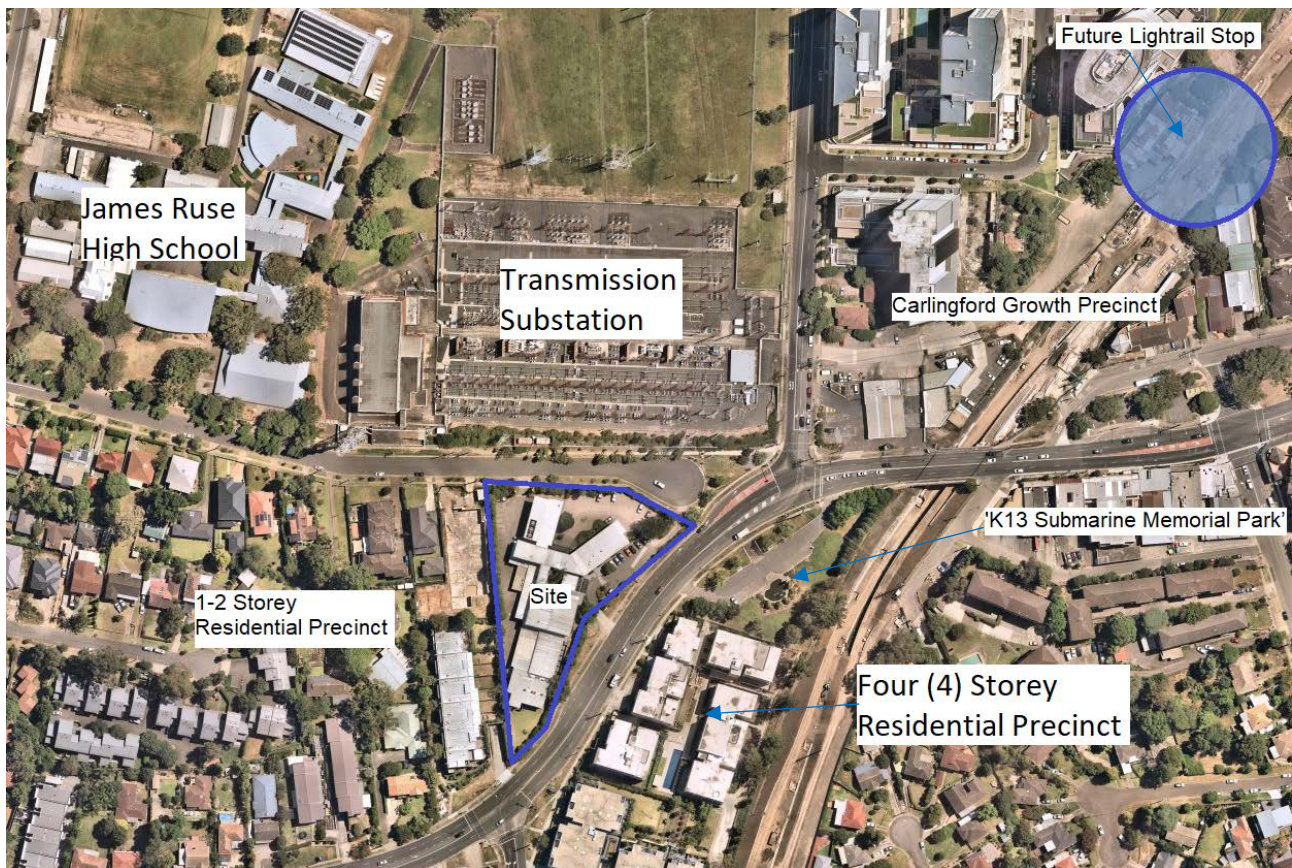 Future Lightrail Stop
James Ruse
High School
Transmission
Substation
Carlingford Growth Precinct
'K13 Submarine Memorial Park’
1-2 Storey
Residential Precinct
Site
Four (4) Storey
Residential Precinct